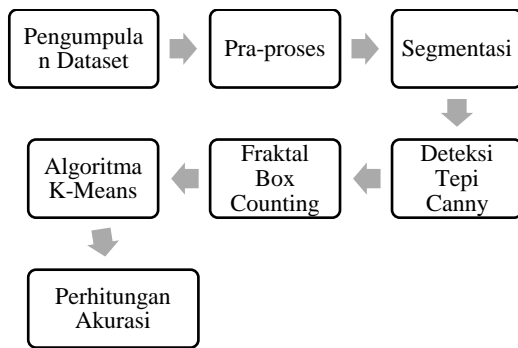 Pengumpula
n Dataset
Pra-proses
Segmentasi
Deteksi
Tepi
Canny
Fraktal
Box
Counting
Algoritma
K-Means
Perhitungan
Akurasi